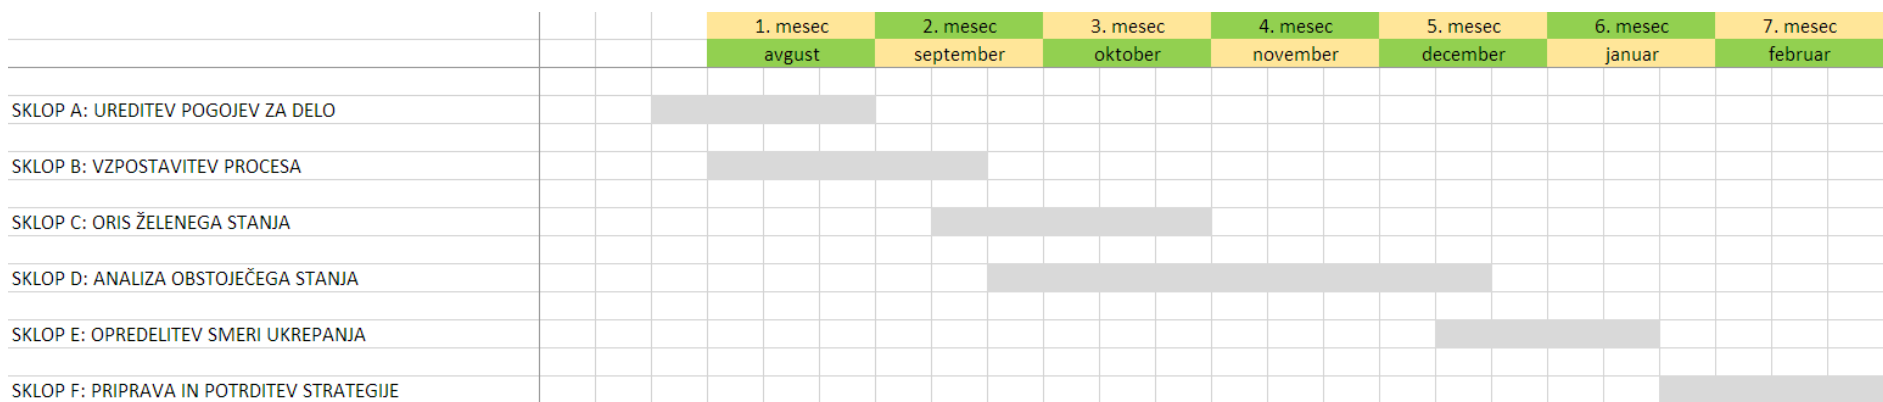 1. mesec 2. mesec 3. mesec 4. mesec 5. mesec 6. mesec 7. mesec
avgust september oktober november december januar februar
SKLOP A: UREDITEV POGOJEV ZA DELO
SKLOP B: VZPOSTAVITEV PROCESA
SKLOP C: ORIS ŽELENEGA STANJA
SKLOP D: ANALIZA OBSTOJEČEGA STANJA
SKLOP E: OPREDELITEV SMERI UKREPANJA
SKLOP F: PRIPRAVA IN POTRDITEV STRATEGIJE